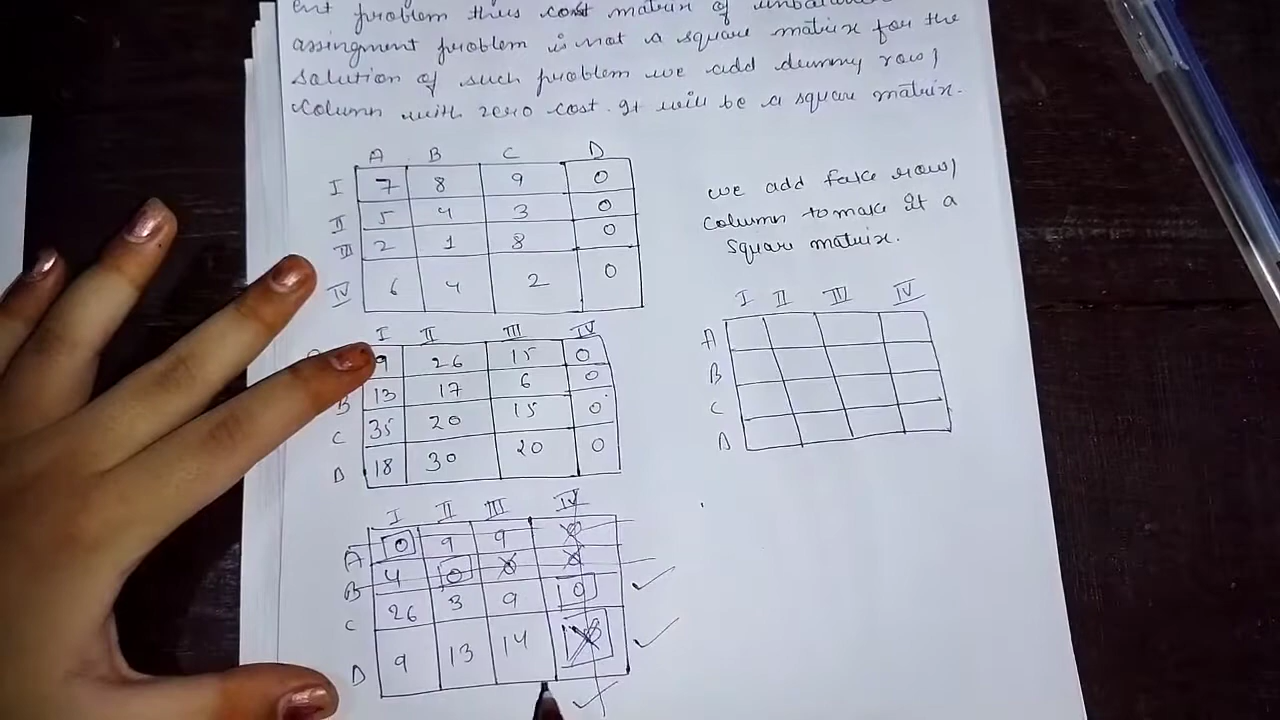 ent problem thus cost matrix of
assingment problem is not a square matrix for the
solution of such problem we add dummy row/
column with zero cost. It will be a square matrix.
A B C D
I 7 8 9 0
II 5 4 3 0
III 2 1 8 0
IV 6 4 2 0
we add fake row/
column to make it a
square matrix.
I II III IV
9 26 15 0
B 13 17 6 0
C 35 20 15 0
D 18 30 20 0
I II III IV
A
B
C
D
I II III IV
A 0 9 9
B 4 0
C 26 3 9 0
D 9 13 14